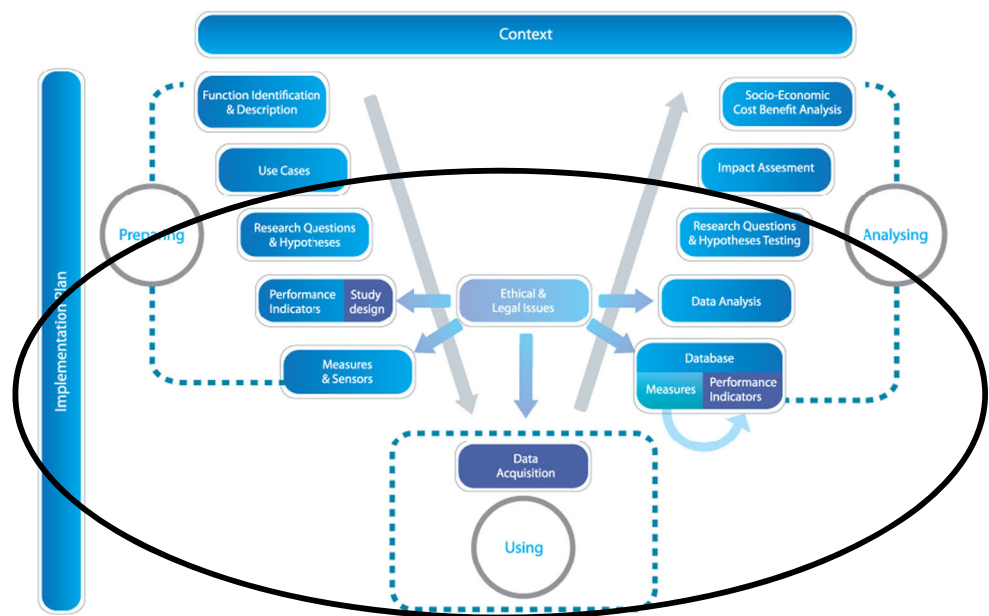 Context
Implementation Plan
Function Identification
& Description
Use Cases
Preparing
Research Questions
& Hypotheses
Performance
Indicators
Study
design
Measures
& Sensors
Ethical &
Legal Issues
Data
Acquisition
Using
Socio-Economic
Cost Benefit Analysis
Impact Assesment
Research Questions
& Hypotheses Testing
Analysing
Data Analysis
Database
Measures
Performance
Indicators